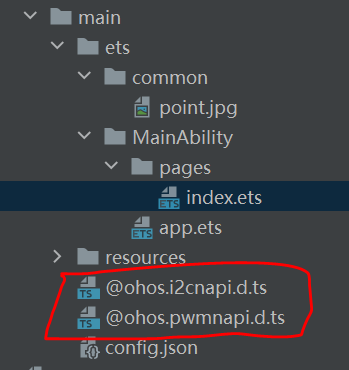 main
ets
common
point.jpg
MainAbility
pages
ETS index.ets
ETS app.ets
resources
TS @ohos.i2cnapi.d.ts
TS @ohos.pwmnapi.d.ts
config.json